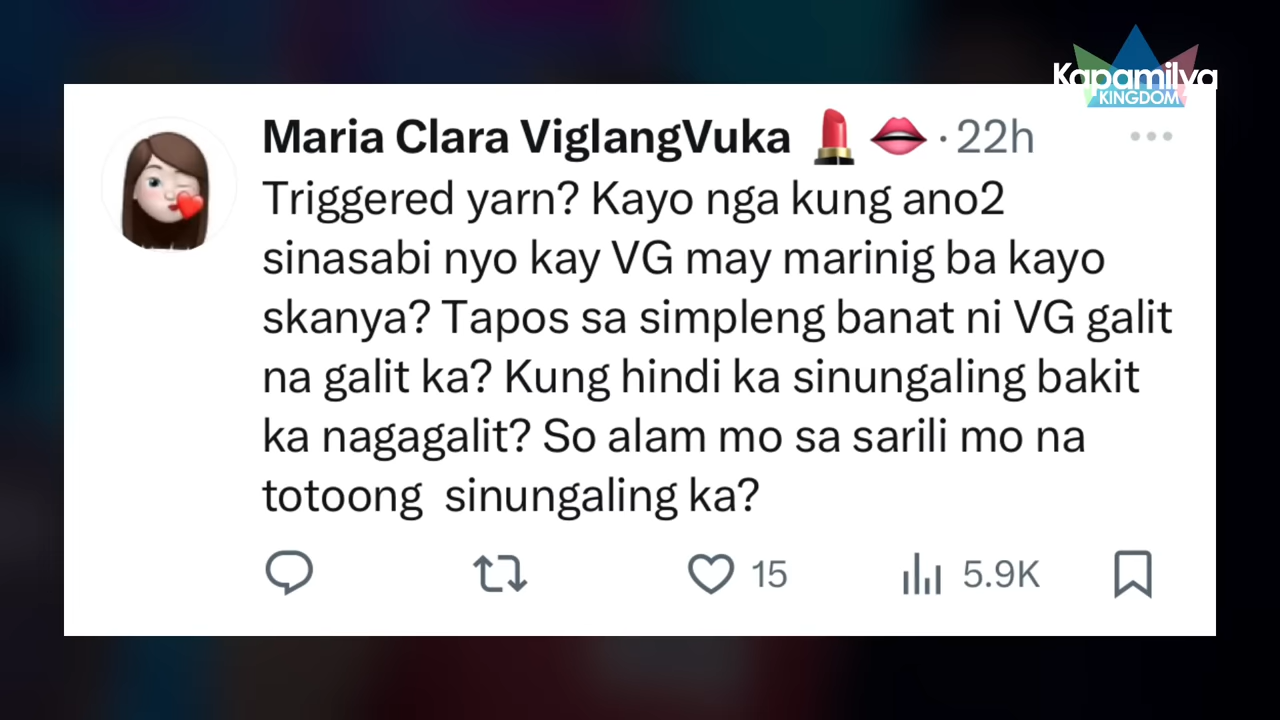 Kapamilya
KINGDOM
Maria Clara ViglangVuka 💄 👄 · 22h
Triggered yarn? Kayo nga kung ano2
sinasabi nyo kay VG may marinig ba kayo
skanya? Tapos sa simpleng banat ni VG galit
na galit ka? Kung hindi ka sinungaling bakit
ka nagagalit? So alam mo sa sarili mo na
totoong  sinungaling ka?
15 5.9K